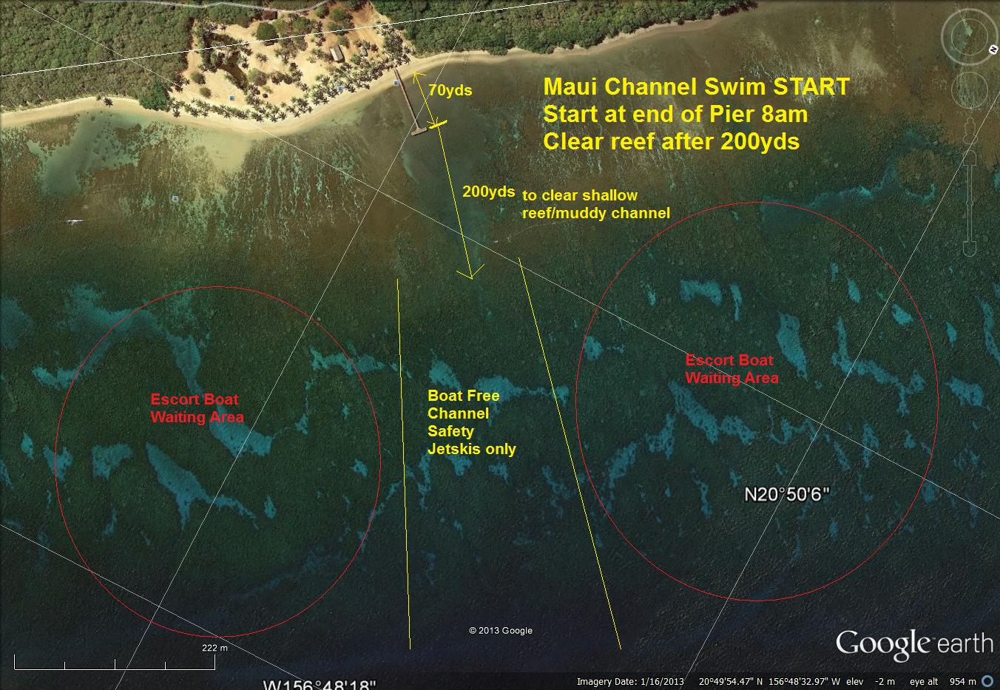 N
70yds
Maui Channel Swim START
Start at end of Pier 8am
Clear reef after 200yds
200yds
to clear shallow
reef/muddy channel
Escort Boat
Waiting Area
Escort Boat
Waiting Area
Boat Free
Channel
Safety
Jetskis only
N20°50'6"
© 2013 Google
Google earth
222 m
W156°48'18"
Imagery Date: 1/16/2013 20°49'54.47" N 156°48'32.97" W elev -2 m eye alt 954 m